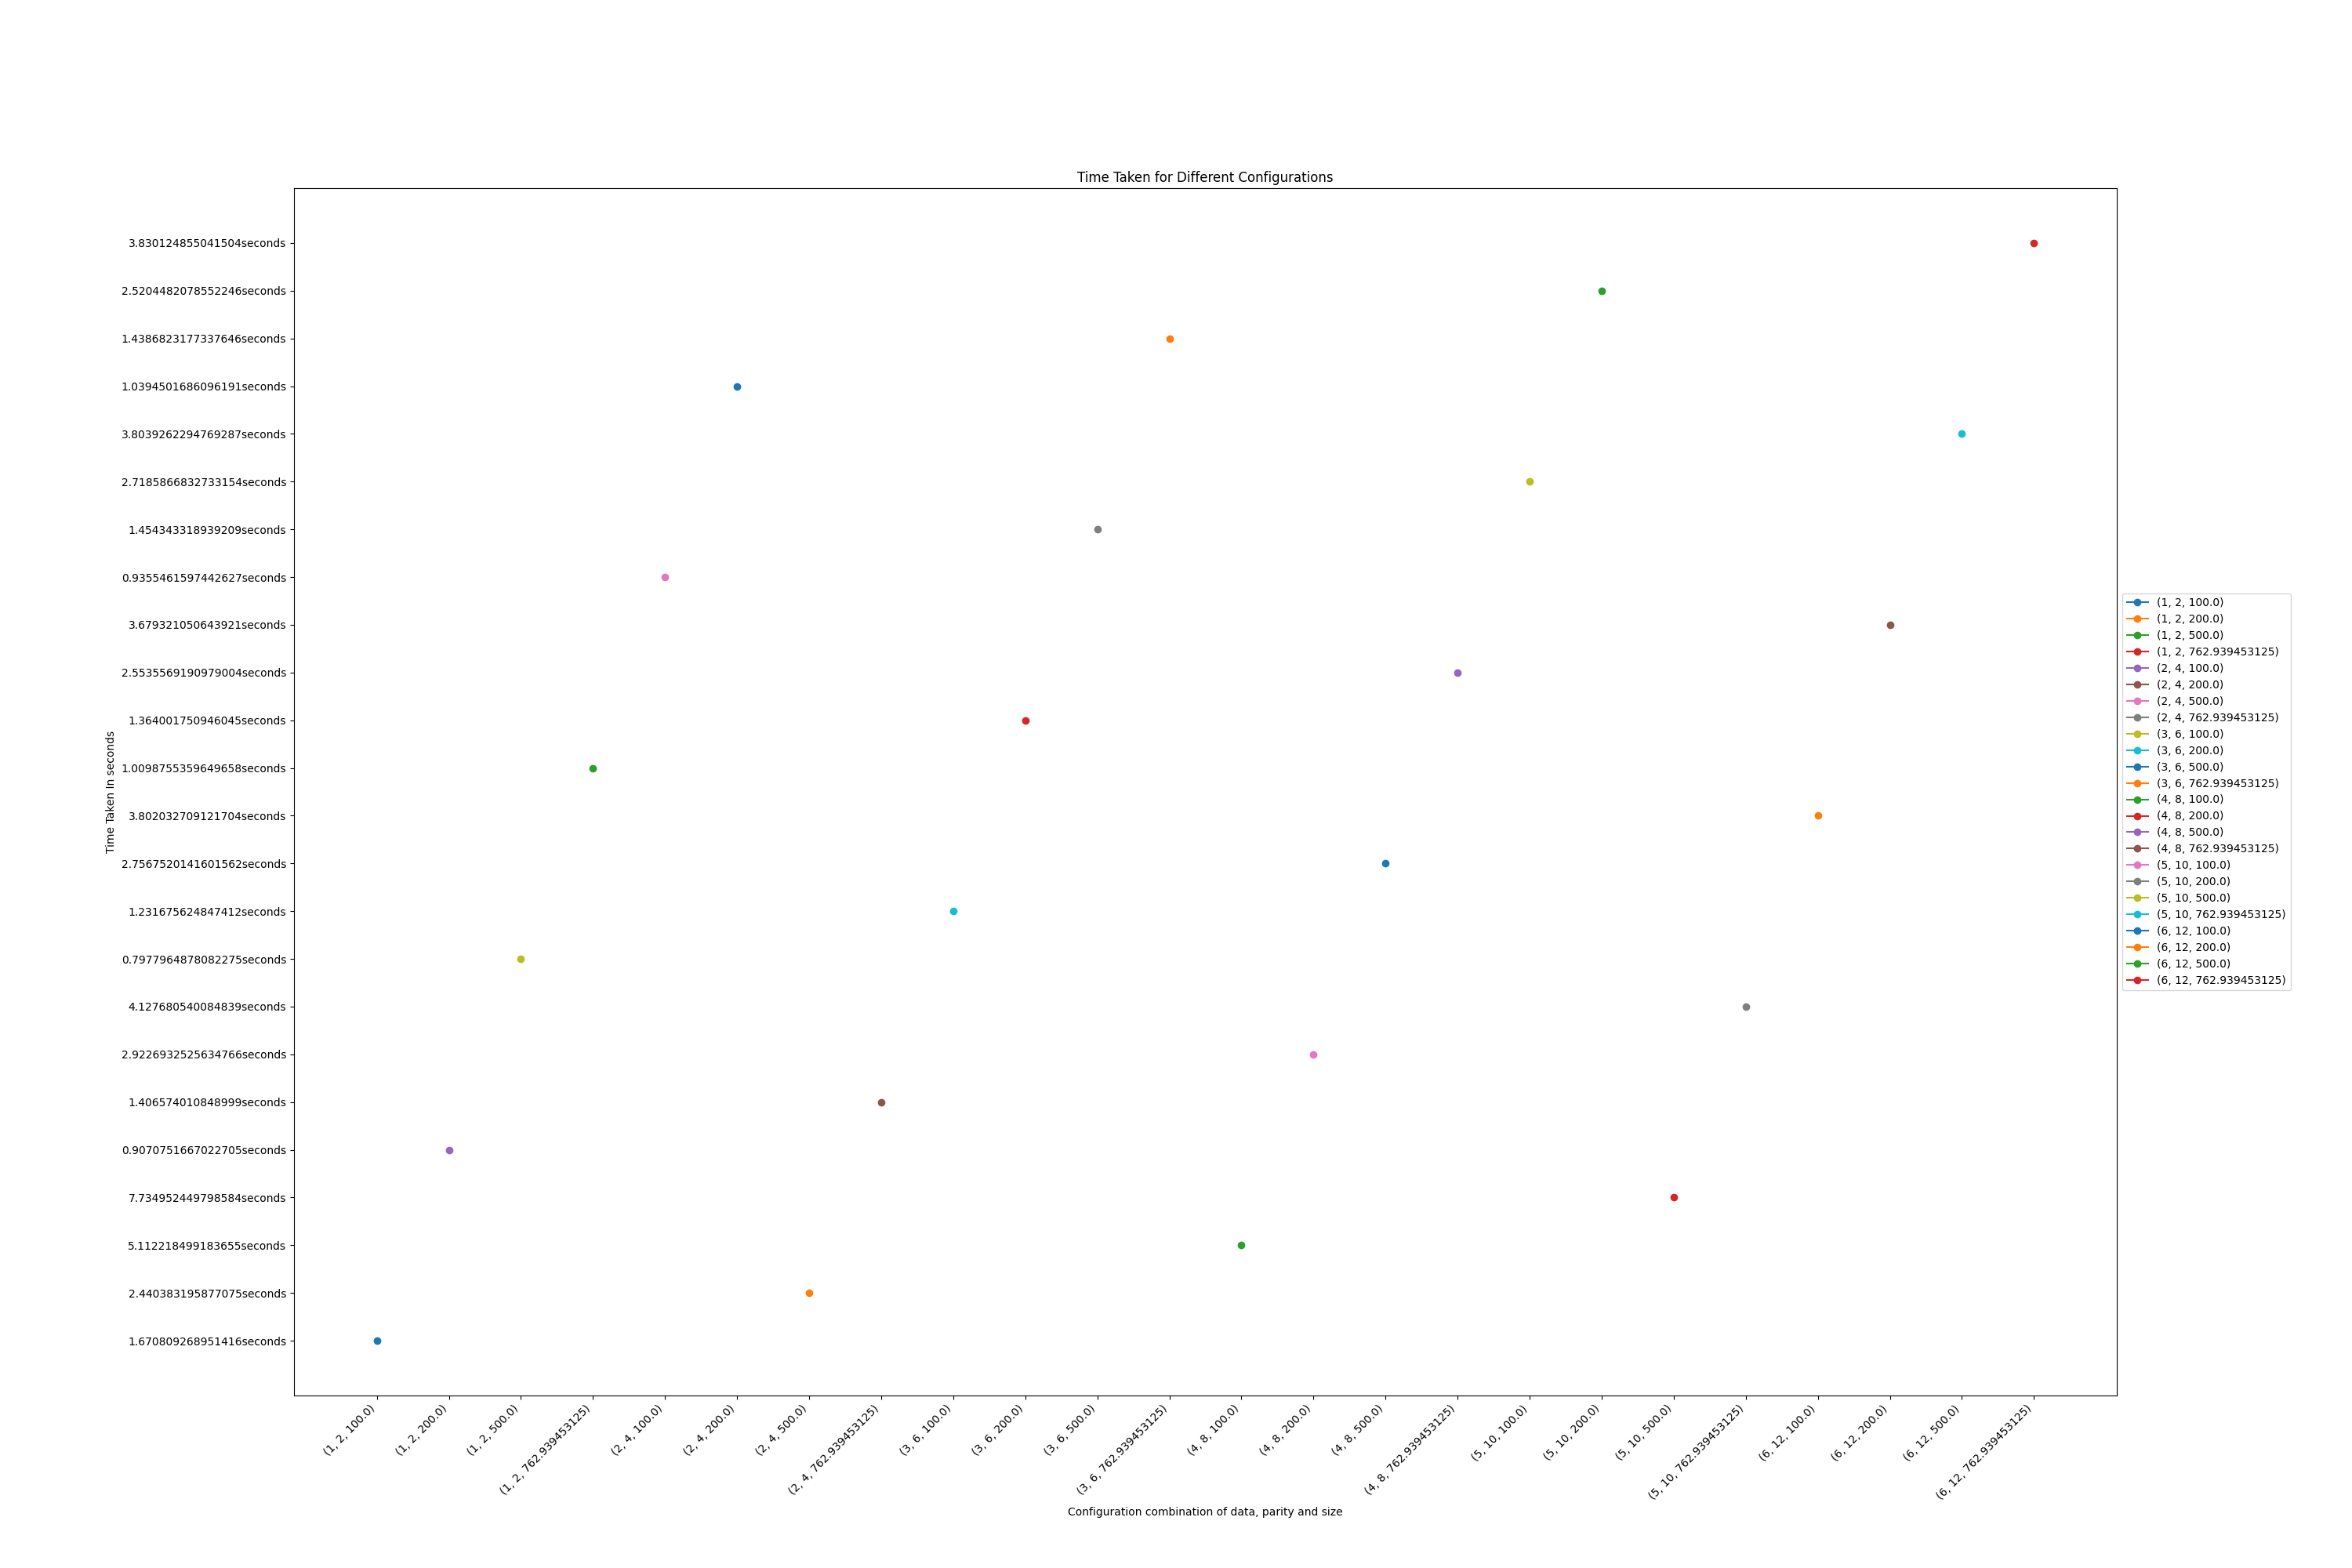 Time Taken for Different Configurations
3.830124855041504seconds
2.5204482078552246seconds
1.4386823177337646seconds
1.0394501686096191seconds
3.8039262294769287seconds
2.7185866832733154seconds
1.454343318939209seconds
0.9355461597442627seconds
3.679321050643921seconds
2.5535569190979004seconds
1.364001750946045seconds
1.0098755359649658seconds
3.802032709121704seconds
2.7567520141601562seconds
1.231675624847412seconds
0.7977964878082275seconds
4.127680540084839seconds
2.9226932525634766seconds
1.406574010848999seconds
0.9070751667022705seconds
7.734952449798584seconds
5.112218499183655seconds
2.440383195877075seconds
1.670809268951416seconds
Time Taken In seconds
(1, 2, 100.0)
(1, 2, 200.0)
(1, 2, 500.0)
(1, 2, 762.939453125)
(2, 4, 100.0)
(2, 4, 200.0)
(2, 4, 500.0)
(2, 4, 762.939453125)
(3, 6, 100.0)
(3, 6, 200.0)
(3, 6, 500.0)
(3, 6, 762.939453125)
(4, 8, 100.0)
(4, 8, 200.0)
(4, 8, 500.0)
(4, 8, 762.939453125)
(5, 10, 100.0)
(5, 10, 200.0)
(5, 10, 500.0)
(5, 10, 762.939453125)
(6, 12, 100.0)
(6, 12, 200.0)
(6, 12, 500.0)
(6, 12, 762.939453125)
Configuration combination of data, parity and size
(1, 2, 100.0)
(1, 2, 200.0)
(1, 2, 500.0)
(1, 2, 762.939453125)
(2, 4, 100.0)
(2, 4, 200.0)
(2, 4, 500.0)
(2, 4, 762.939453125)
(3, 6, 100.0)
(3, 6, 200.0)
(3, 6, 500.0)
(3, 6, 762.939453125)
(4, 8, 100.0)
(4, 8, 200.0)
(4, 8, 500.0)
(4, 8, 762.939453125)
(5, 10, 100.0)
(5, 10, 200.0)
(5, 10, 500.0)
(5, 10, 762.939453125)
(6, 12, 100.0)
(6, 12, 200.0)
(6, 12, 500.0)
(6, 12, 762.939453125)